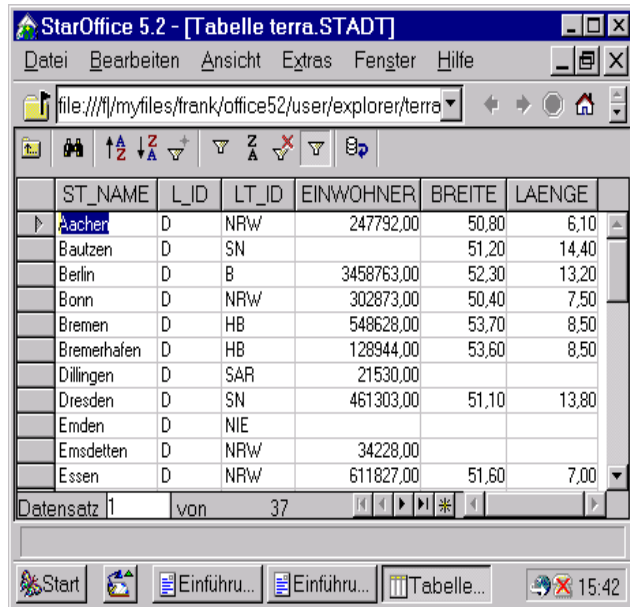 StarOffice 5.2 - [Tabelle terra.STADT]
Datei Bearbeiten Ansicht Extras Fenster Hilfe
file:///f|/myfiles/frank/office52/user/explorer/terra
ST_NAME L_ID LT_ID EINWOHNER BREITE LAENGE
Aachen D NRW 247792,00 50,80 6,10
Bautzen D SN 51,20 14,40
Berlin D B 3458763,00 52,30 13,20
Bonn D NRW 302873,00 50,40 7,50
Bremen D HB 548628,00 53,70 8,50
Bremerhafen D HB 128944,00 53,60 8,50
Dillingen D SAR 21530,00
Dresden D SN 461303,00 51,10 13,80
Emden D NIE
Emsdetten D NRW 34228,00
Essen D NRW 611827,00 51,60 7,00
Datensatz 1 von 37
Start Einführu... Einführu... Tabelle... 15:42